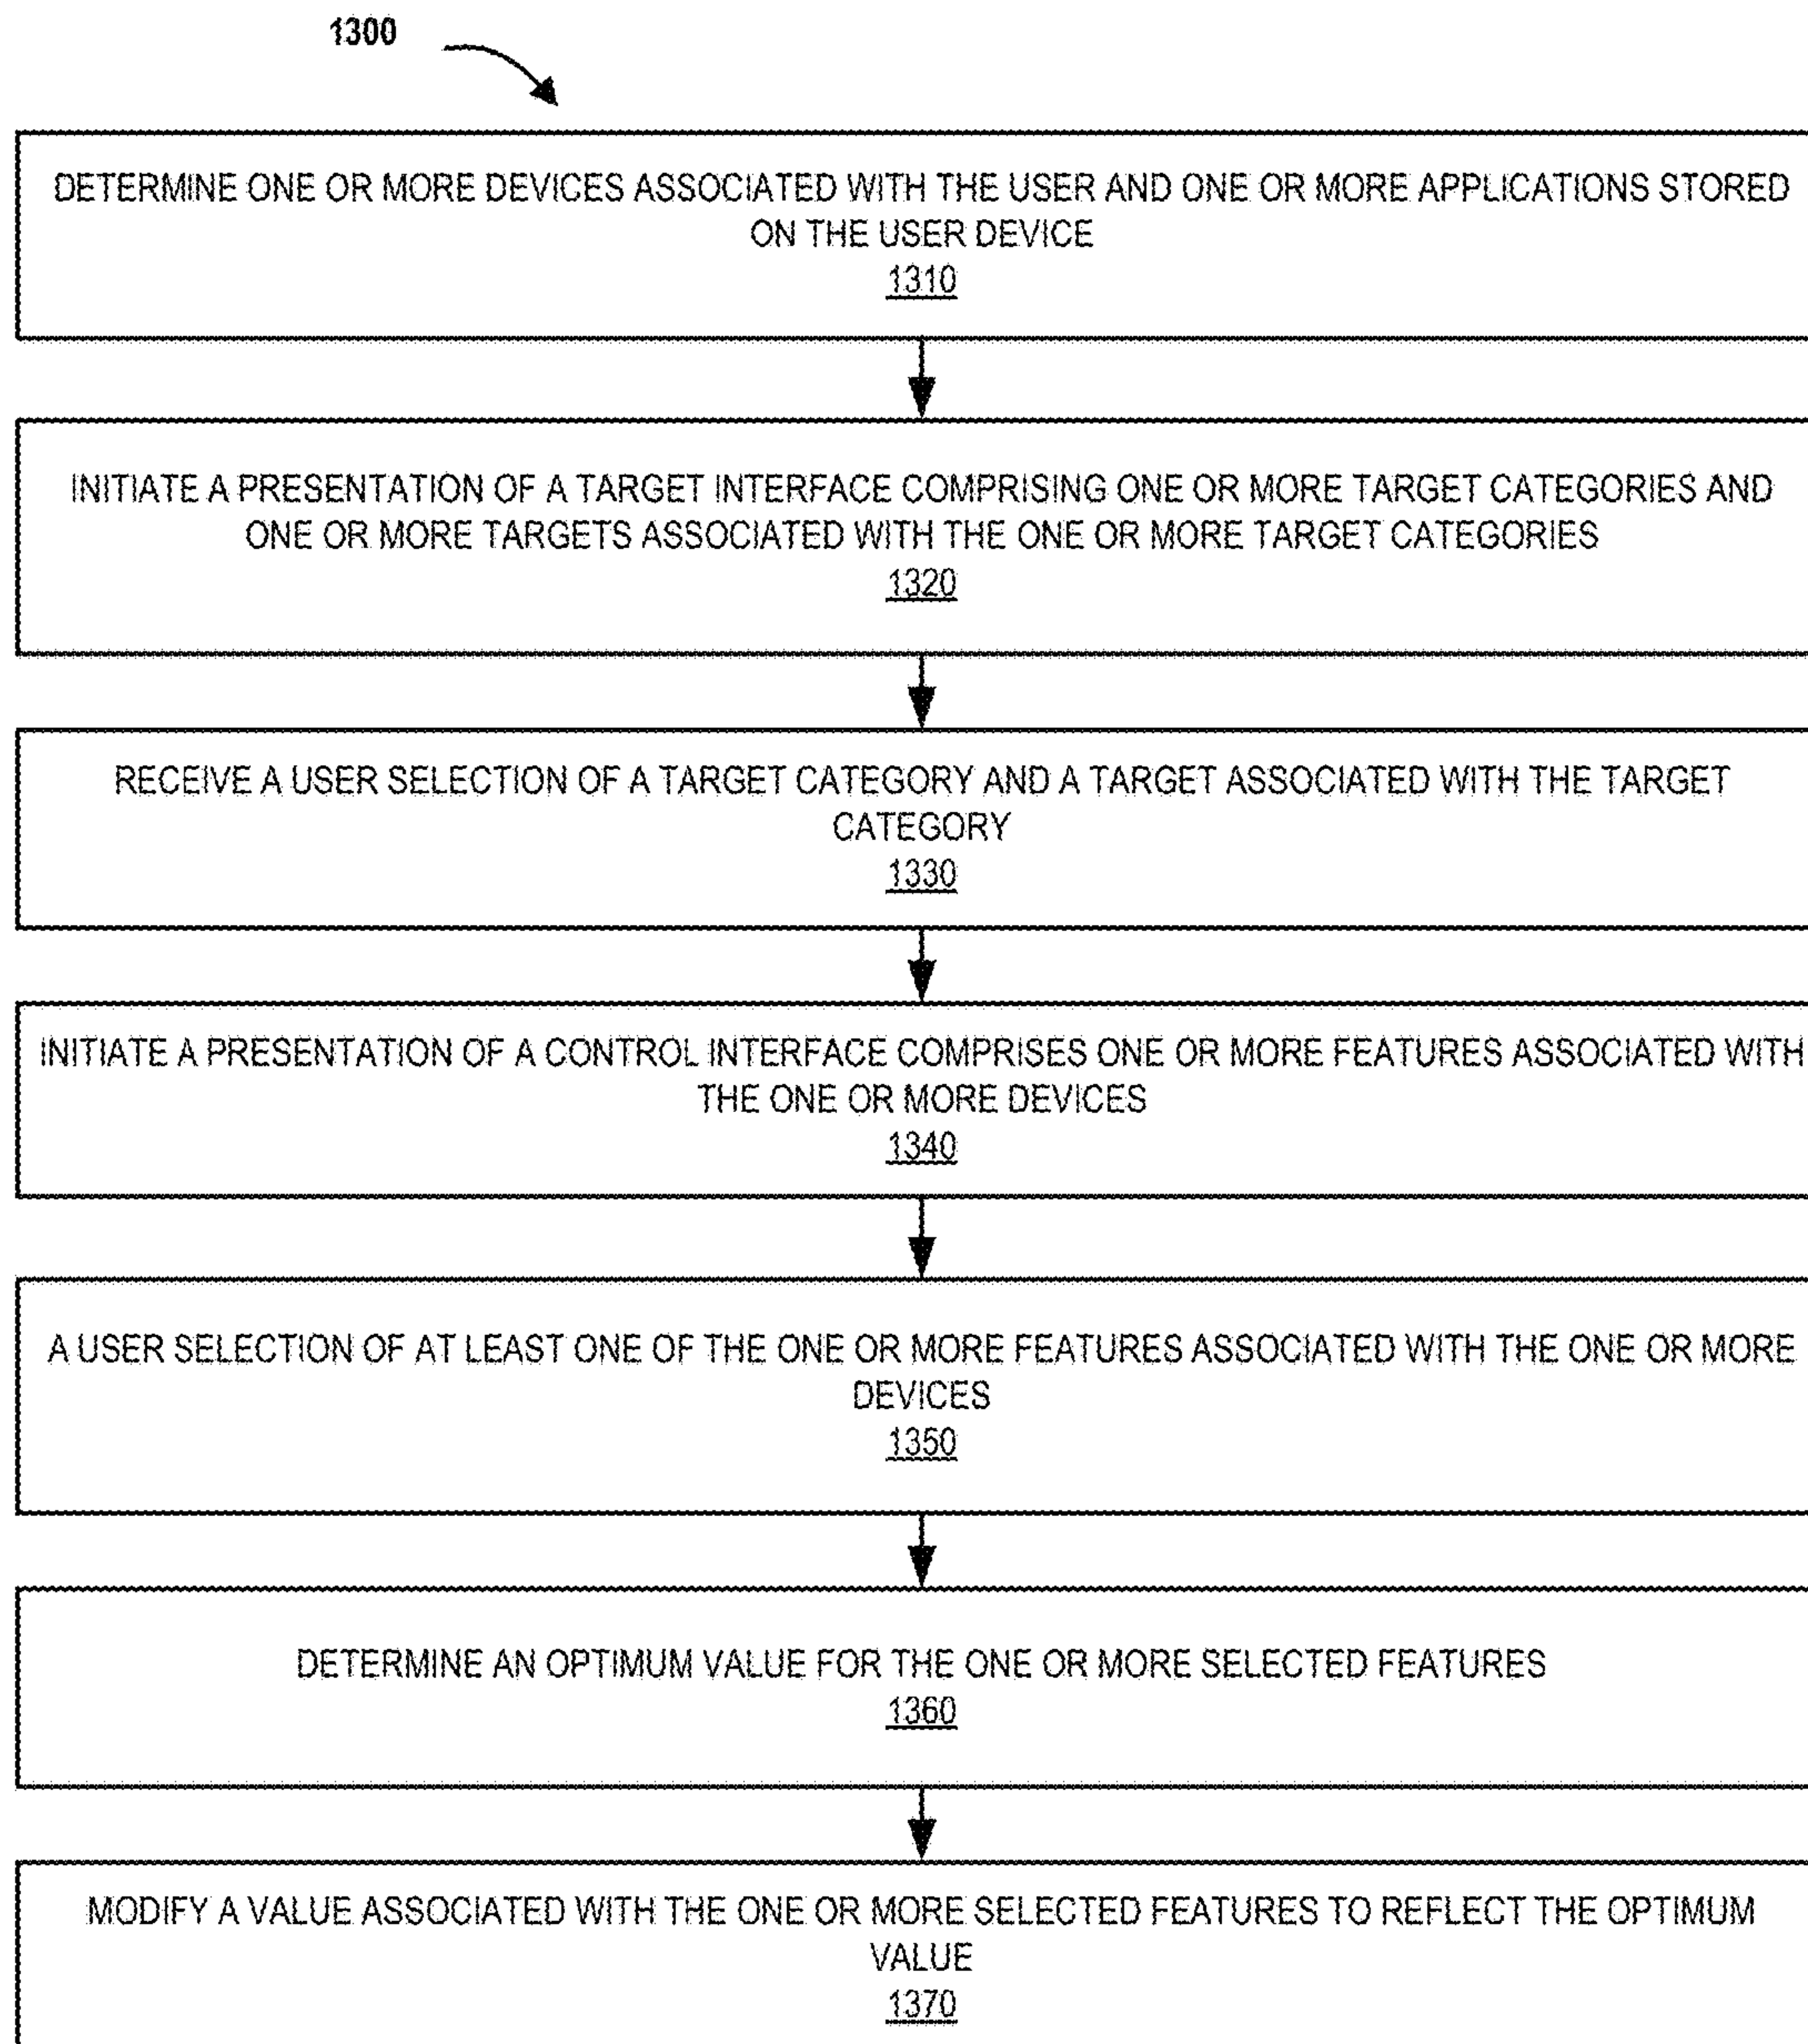 1300
DETERMINE ONE OR MORE DEVICES ASSOCIATED WITH THE USER AND ONE OR MORE APPLICATIONS STORED
ON THE USER DEVICE
1310
INITIATE A PRESENTATION OF A TARGET INTERFACE COMPRISING ONE OR MORE TARGET CATEGORIES AND
ONE OR MORE TARGETS ASSOCIATED WITH THE ONE OR MORE TARGET CATEGORIES
1320
RECEIVE A USER SELECTION OF A TARGET CATEGORY AND A TARGET ASSOCIATED WITH THE TARGET
CATEGORY
1330
INITIATE A PRESENTATION OF A CONTROL INTERFACE COMPRISES ONE OR MORE FEATURES ASSOCIATED WITH
THE ONE OR MORE DEVICES
1340
A USER SELECTION OF AT LEAST ONE OF THE ONE OR MORE FEATURES ASSOCIATED WITH THE ONE OR MORE
DEVICES
1350
DETERMINE AN OPTIMUM VALUE FOR THE ONE OR MORE SELECTED FEATURES
1360
MODIFY A VALUE ASSOCIATED WITH THE ONE OR MORE SELECTED FEATURES TO REFLECT THE OPTIMUM
VALUE
1370